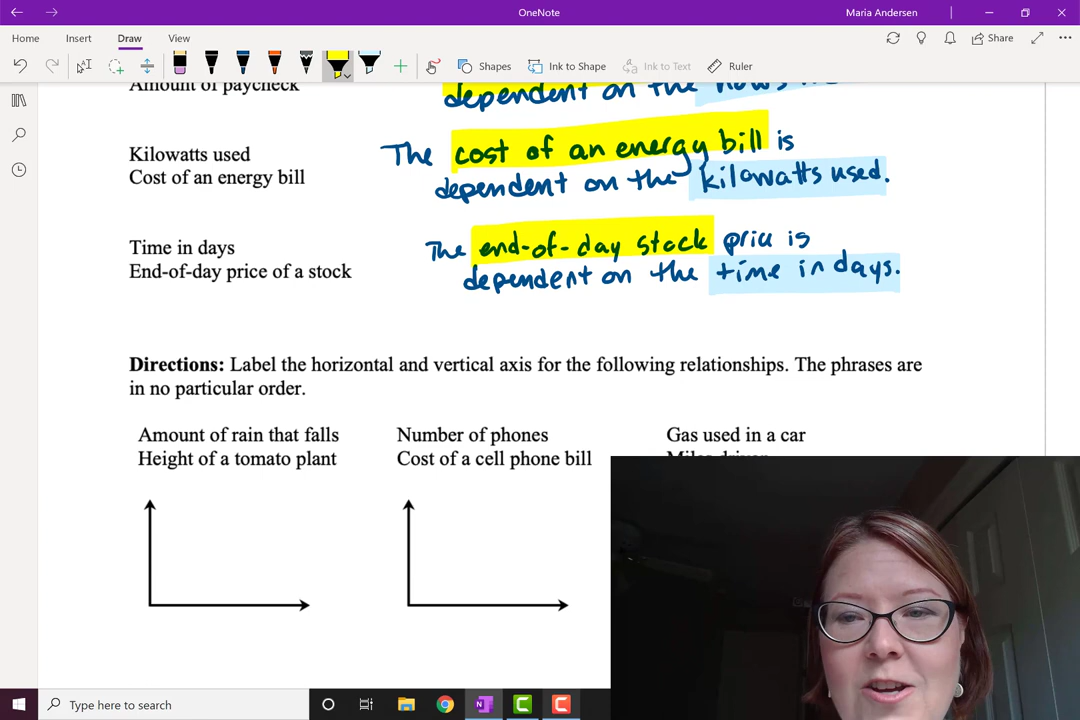 OneNote
Maria Andersen
Home Insert Draw View
Share
Shapes Ink to Shape Ink to Text Ruler
Amount of paycheck
dependent on the
Kilowatts used
Cost of an energy bill
The cost of an energy bill is
dependent on the kilowatts used.
Time in days
End-of-day price of a stock
The end-of-day stock price is
dependent on the time in days.
Directions: Label the horizontal and vertical axis for the following relationships. The phrases are
in no particular order.
Amount of rain that falls
Height of a tomato plant
Number of phones
Cost of a cell phone bill
Gas used in a car
Miles driven
Type here to search